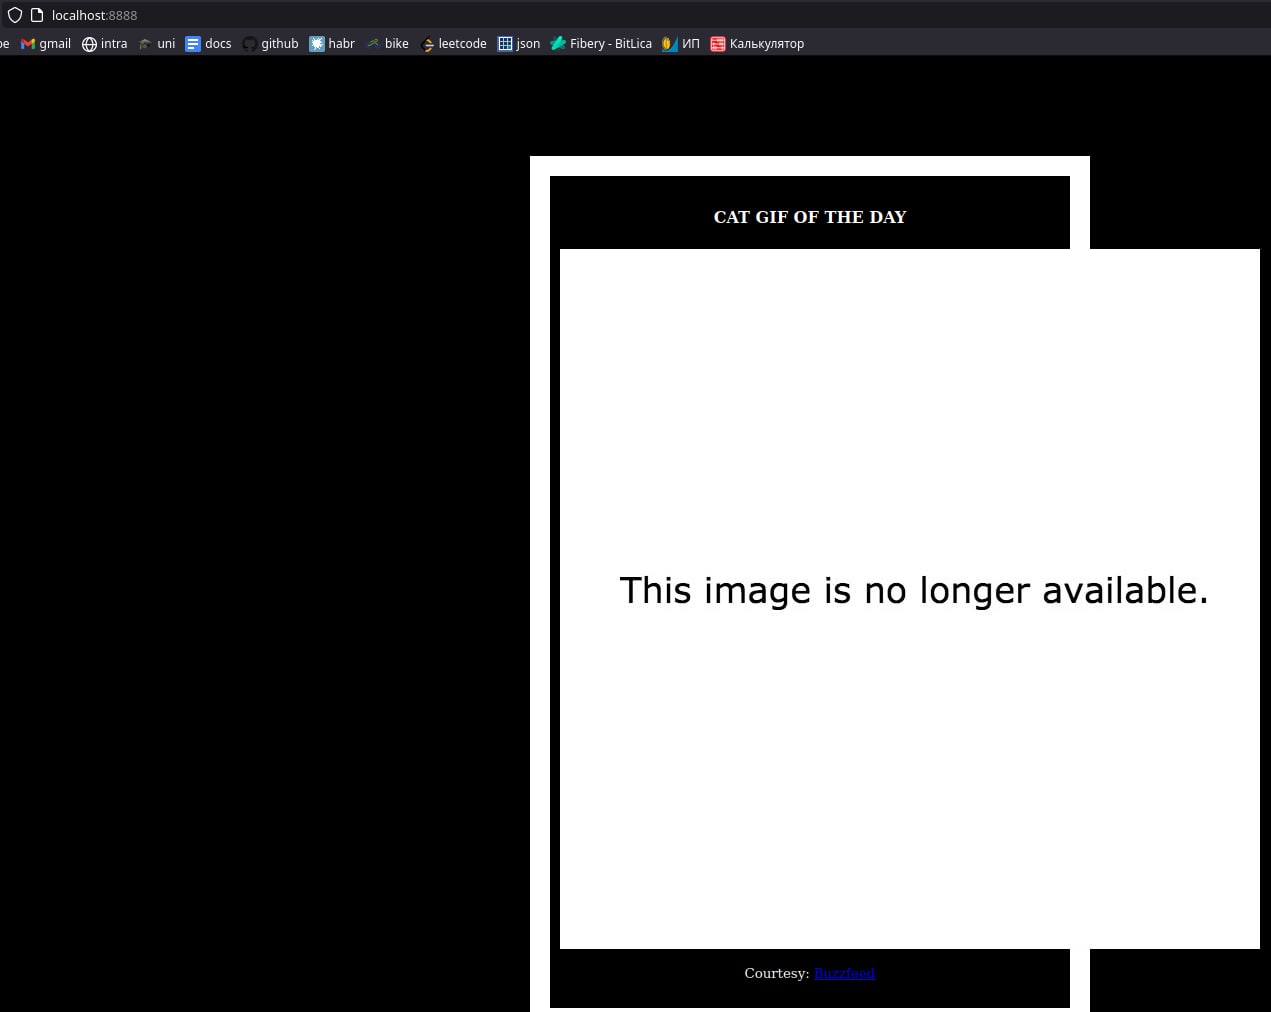 localhost:8888
be gmail intra uni docs github habr bike leetcode json Fibery - BitLica ИП Калькулятор
CAT GIF OF THE DAY
This image is no longer available.
Courtesy: Buzzfeed